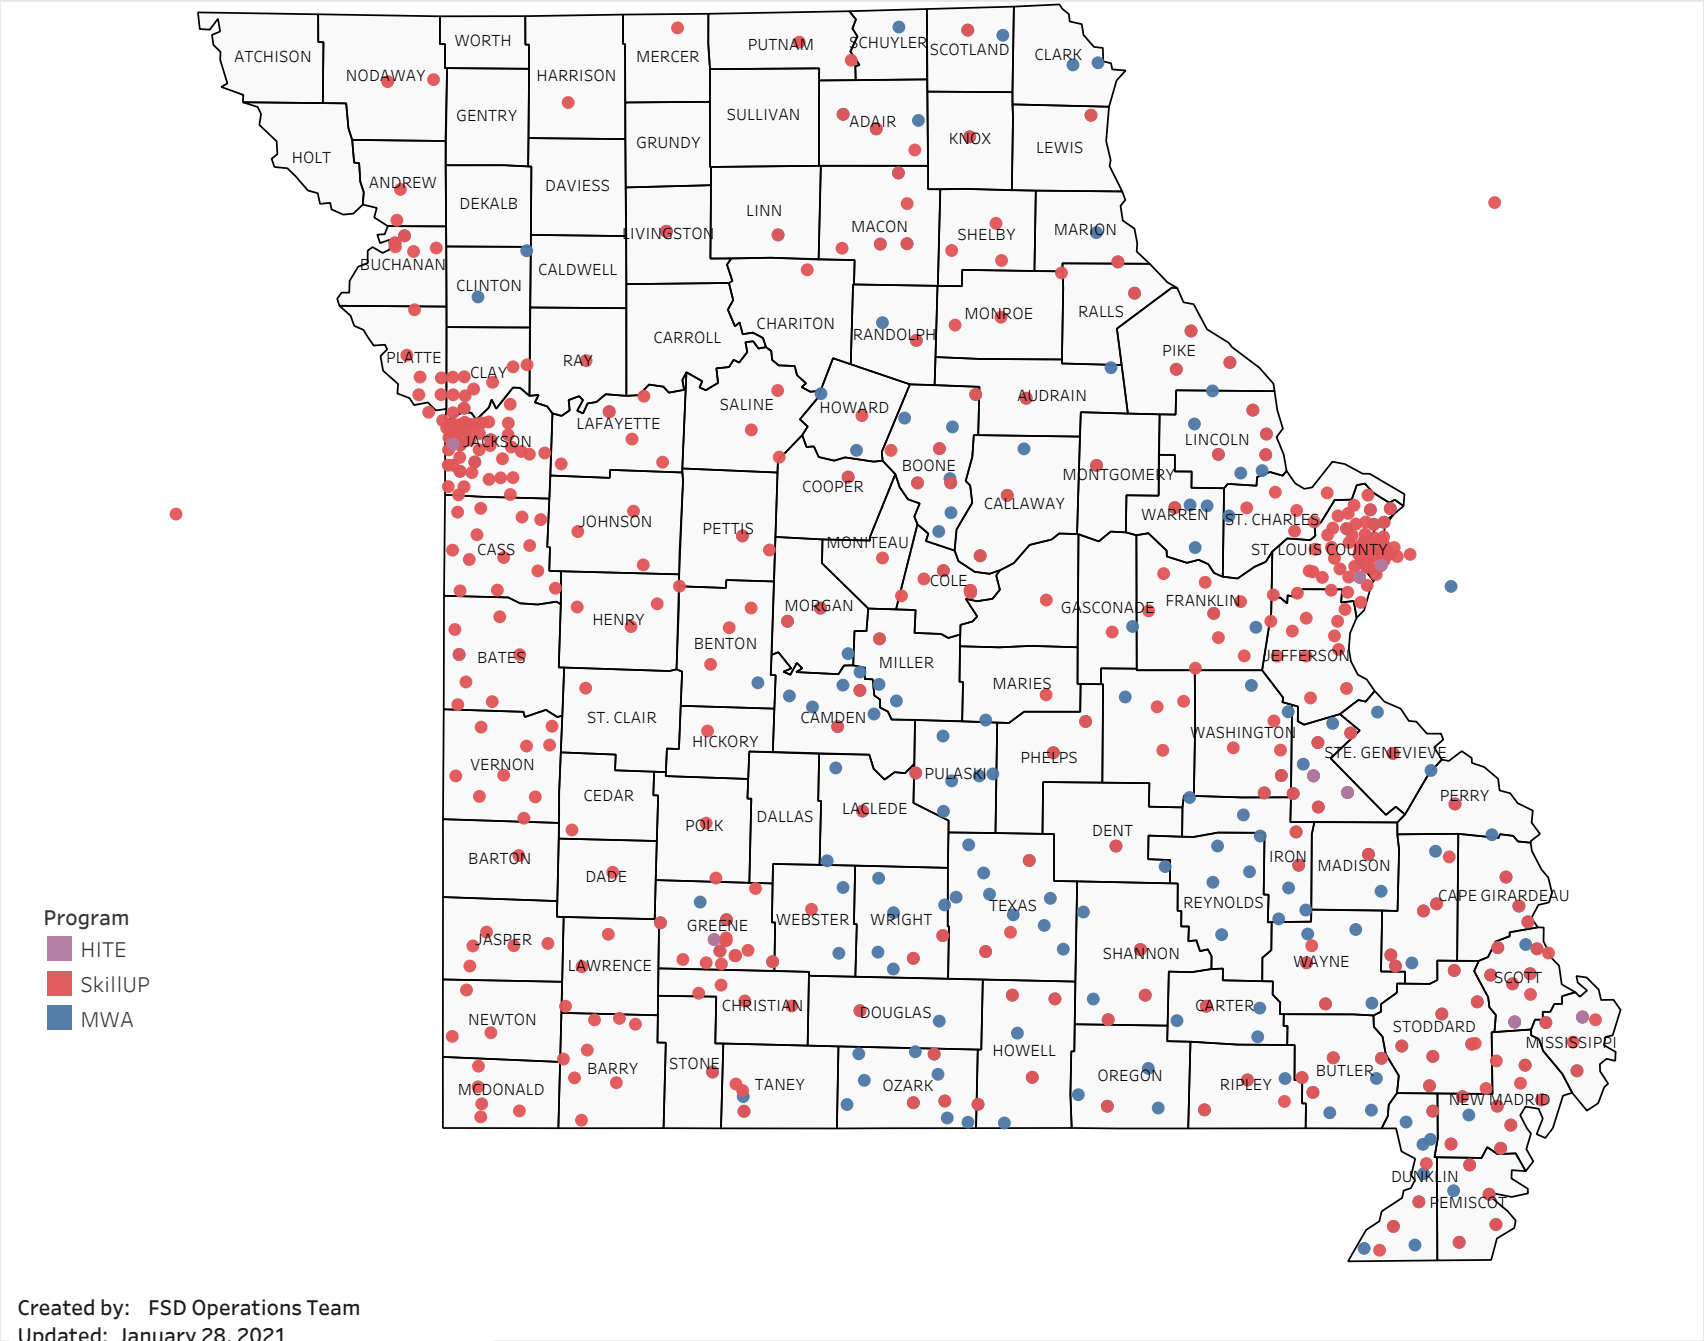 WORTH
SCHUYLER
PUTNAM
SCOTLAND
ATCHISON
MERCER
CLARK
NODAWAY
HARRISON
GENTRY
SULLIVAN
ADAIR
KNOX
GRUNDY
LEWIS
HOLT
ANDREW
DAVIESS
DEKALB
LINN
MACON
MARION
LIVINGSTON
SHELBY
BUCHANAN
CALDWELL
CLINTON
RALLS
MONROE
CHARITON
RANDOLPH
CARROLL
PIKE
PLATTE
RAY
CLAY
AUDRAIN
SALINE
HOWARD
LAFAYETTE
JACKSON
LINCOLN
BOONE
MONTGOMERY
COOPER
CALLAWAY
WARREN
ST. CHARLES
JOHNSON
PETTIS
MONITEAU
CASS
ST. LOUIS COUNTY
COLE
FRANKLIN
MORGAN
GASCONADE
HENRY
BENTON
BATES
JEFFERSON
MILLER
MARIES
ST. CLAIR
CAMDEN
WASHINGTON
HICKORY
STE. GENEVIEVE
PHELPS
VERNON
PULASKI
CEDAR
PERRY
LACLEDE
DALLAS
POLK
DENT
BARTON
IRON
MADISON
DADE
CAPE GIRARDEAU
REYNOLDS
TEXAS
Program
WEBSTER
WRIGHT
GREENE
JASPER
HITE
SHANNON
WAYNE
LAWRENCE
SCOTT
SkillUP
CHRISTIAN
CARTER
DOUGLAS
MWA
NEWTON
STODDARD
MISSISSIPPI
HOWELL
STONE
BARRY
BUTLER
OREGON
TANEY
RIPLEY
OZARK
MCDONALD
NEW MADRID
DUNKLIN
PEMISCOT
Created by: FSD Operations Team
Updated: January 28, 2021